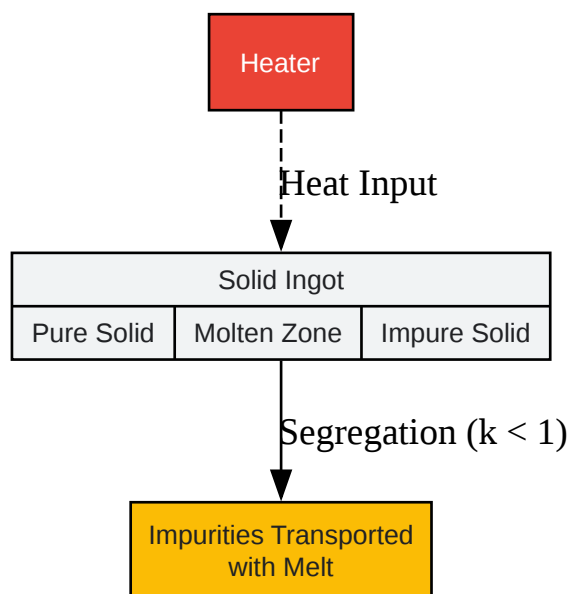 Heater
Heat Input
Solid Ingot
Pure Solid Molten Zone Impure Solid
Segregation (k < 1)
Impurities Transported
with Melt